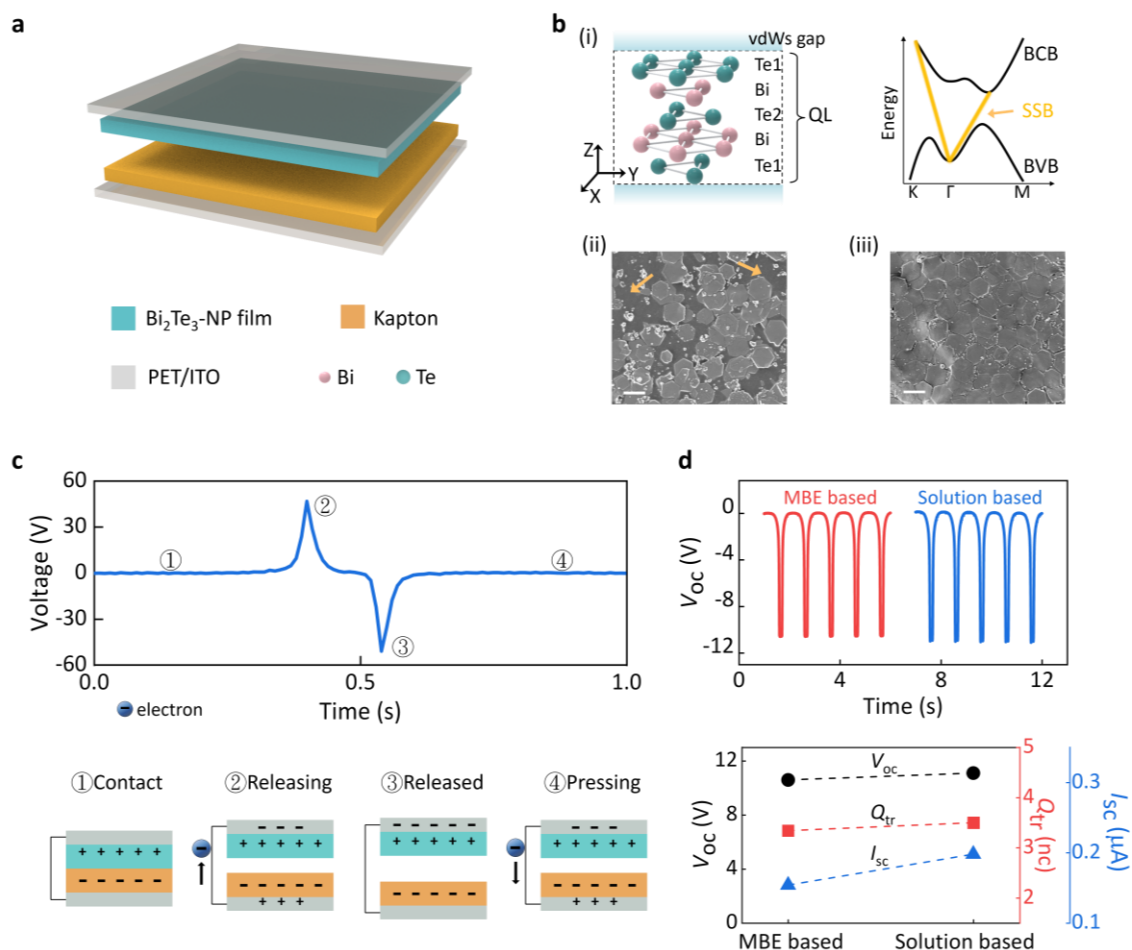 a
Bi₂Te₃-NP film
Kapton
PET/ITO
Bi
Te
b
(i)
vdWs gap
Te1
Bi
Te2
Bi
Te1
QL
Z
Y
X
Energy
BCB
SSB
BVB
K Γ M
(ii)
(iii)
c
Voltage (V)
60
30
0
-30
-60
①
②
③
④
0.0 0.5 1.0
Time (s)
electron
①Contact
②Releasing
③Released
④Pressing
+ + + + +
- - - - -
- - -
+ + + + +
-
- - - - -
+ + +
- - - - -
+ + + + +
- - - - -
- - -
+ + + + +
-
- - - - -
+ + +
d
MBE based
Solution based
VOC (V)
0
-4
-8
-12
0 4 8 12
Time (s)
VOC (V)
12
8
4
0
Voc
Qtr
Isc
MBE based
Solution based
5
4
3
2
Qtr (nc)
0.3
0.2
0.1
Isc (μA)